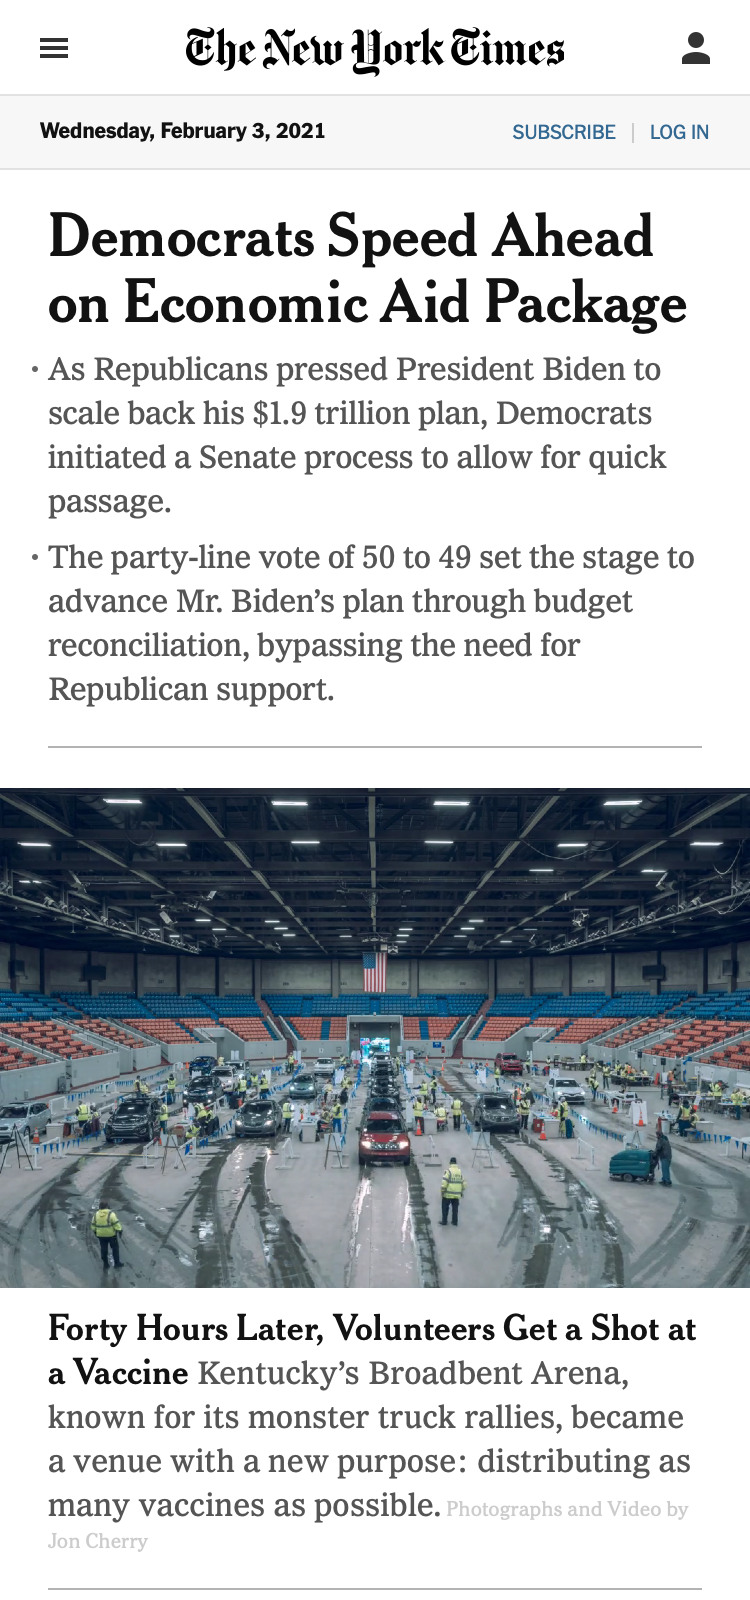 The New York Times
Wednesday, February 3, 2021
SUBSCRIBE | LOG IN
Democrats Speed Ahead
on Economic Aid Package
• As Republicans pressed President Biden to
scale back his $1.9 trillion plan, Democrats
initiated a Senate process to allow for quick
passage.
• The party-line vote of 50 to 49 set the stage to
advance Mr. Biden’s plan through budget
reconciliation, bypassing the need for
Republican support.
Forty Hours Later, Volunteers Get a Shot at
a Vaccine Kentucky’s Broadbent Arena,
known for its monster truck rallies, became
a venue with a new purpose: distributing as
many vaccines as possible. Photographs and Video by
Jon Cherry